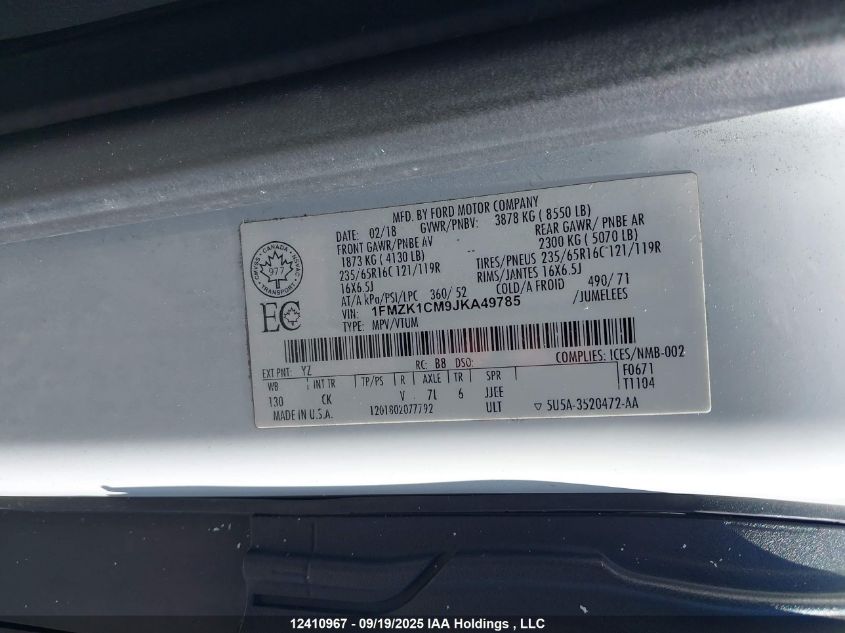 MFD. BY FORD MOTOR COMPANY
DATE: 02/18 GVWR/PNBV: 3878 KG ( 8550 LB)
FRONT GAWR/PNBE AV REAR GAWR/ PNBE AR
1873 KG ( 4130 LB) 2300 KG ( 5070 LB)
235/65R16C 121/119R TIRES/PNEUS 235/65R16C 121/119R
16X6.5J RIMS/JANTES 16X6.5J
AT/A kPa/PSI/LPC 360/ 52 COLD/A FROID 490/ 71
VIN: 1FMZK1CM9JKA49785 /JUMELEES
TYPE: MPV/VTUM
CANADA
977
TRANSPORT
EC
COMPLIES: ICES/NMB-002
EXT PNT: YZ RC: B8 DSO: F0671
WB INT TR TP/PS R AXLE TR SPR T1104
130 CK V 7L 6 JJEE
MADE IN U.S.A. 1201802077792 ULT ▽ 5U5A-3520472-AA
12410967 - 09/19/2025 IAA Holdings , LLC